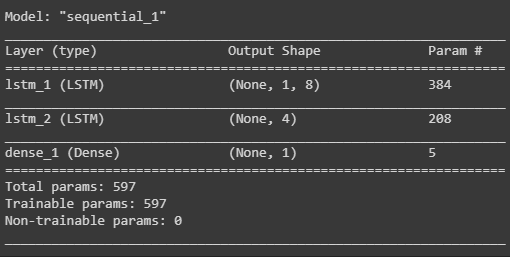 Model: "sequential_1"
Layer (type) Output Shape Param #
lstm_1 (LSTM) (None, 1, 8) 384
lstm_2 (LSTM) (None, 4) 208
dense_1 (Dense) (None, 1) 5
Total params: 597
Trainable params: 597
Non-trainable params: 0